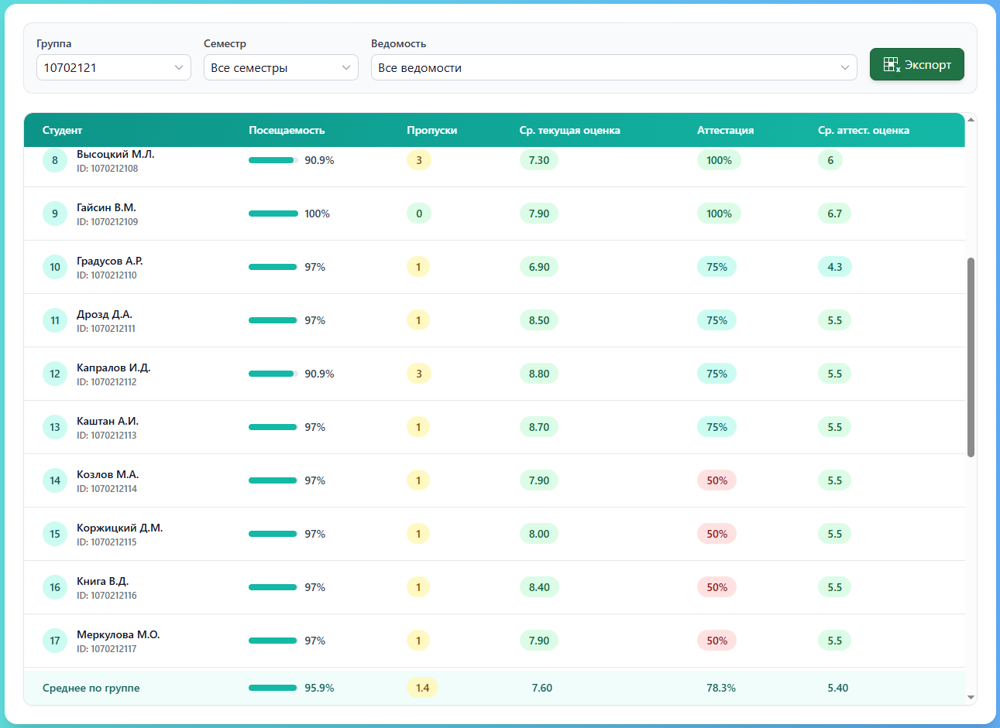 Группа Семестр Ведомость
10702121 Все семестры Все ведомости Экспорт
Студент Посещаемость Пропуски Ср. текущая оценка Аттестация Ср. аттест. оценка
8 Высоцкий М.Л. 90.9% 3 7.30 100% 6
ID: 1070212108
9 Гайсин В.М. 100% 0 7.90 100% 6.7
ID: 1070212109
10 Градусов А.Р. 97% 1 6.90 75% 4.3
ID: 1070212110
11 Дрозд Д.А. 97% 1 8.50 75% 5.5
ID: 1070212111
12 Капралов И.Д. 90.9% 3 8.80 75% 5.5
ID: 1070212112
13 Каштан А.И. 97% 1 8.70 75% 5.5
ID: 1070212113
14 Козлов М.А. 97% 1 7.90 50% 5.5
ID: 1070212114
15 Коржицкий Д.М. 97% 1 8.00 50% 5.5
ID: 1070212115
16 Книга В.Д. 97% 1 8.40 50% 5.5
ID: 1070212116
17 Меркулова М.О. 97% 1 7.90 50% 5.5
ID: 1070212117
Среднее по группе 95.9% 1.4 7.60 78.3% 5.40